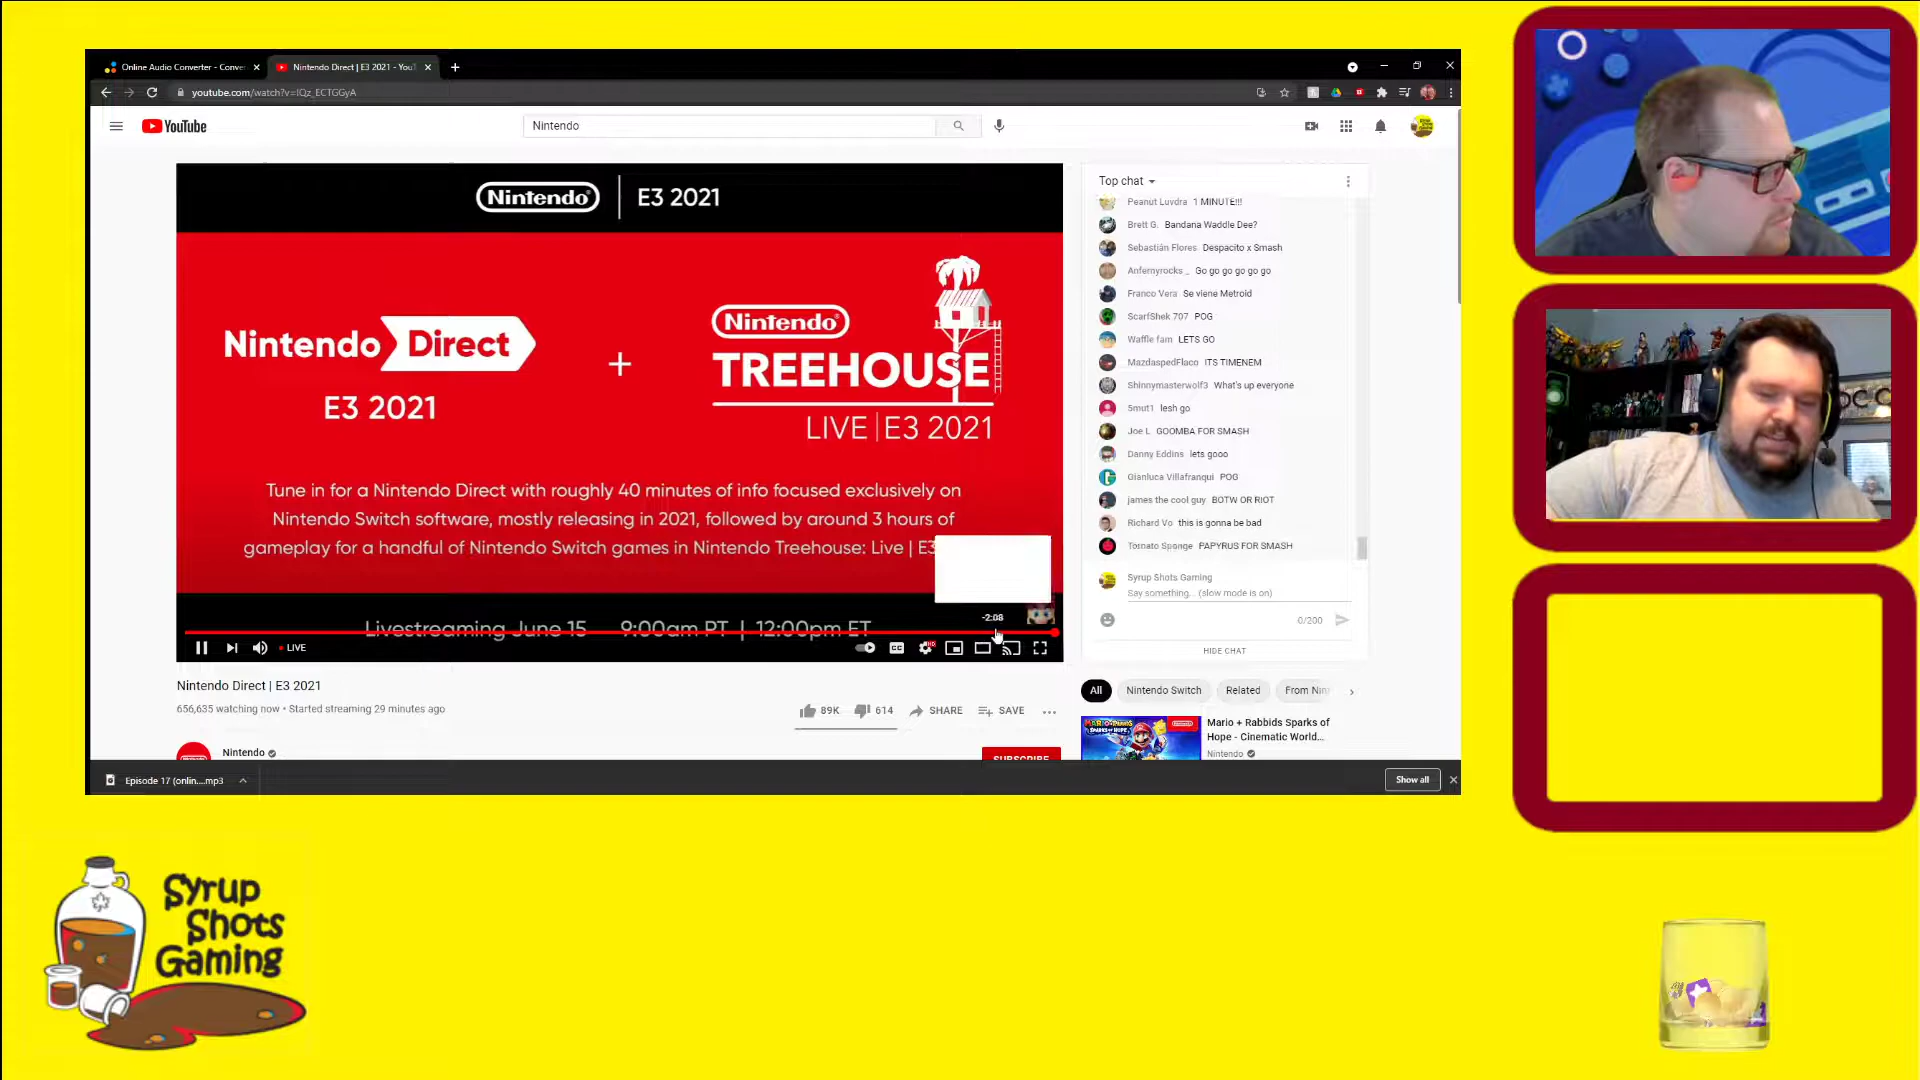 Online Audio Converter - Conve
Nintendo Direct | E3 2021 - YouT
youtube.com/watch?v=lQz_ECTGGyA
YouTube
Nintendo
Nintendo
E3 2021
Nintendo Direct
E3 2021
+
Nintendo
TREEHOUSE
LIVE | E3 2021
Tune in for a Nintendo Direct with roughly 40 minutes of info focused exclusively on
Nintendo Switch software, mostly releasing in 2021, followed by around 3 hours of
gameplay for a handful of Nintendo Switch games in Nintendo Treehouse: Live | E3
-2:08
Livestreaming June 15 9:00am PT | 12:00pm ET
LIVE
CC
HD
Top chat
Peanut Luvdra 1 MINUTE!!!
Brett G. Bandana Waddle Dee?
Sebastián Flores Despacito x Smash
Anfernyrocks _ Go go go go go go
Franco Vera Se viene Metroid
ScarfShek 707 POG
Waffle fam LETS GO
MazdaspedFlaco ITS TIMENEM
Shinnymasterwolf3 What's up everyone
5mut1 lesh go
Joe L GOOMBA FOR SMASH
Danny Eddins lets gooo
Gianluca Villafranqui POG
james the cool guy BOTW OR RIOT
Richard Vo this is gonna be bad
Tomato Sponge PAPYRUS FOR SMASH
Syrup Shots Gaming
Say something... (slow mode is on)
0/200
HIDE CHAT
Nintendo Direct | E3 2021
656,635 watching now • Started streaming 29 minutes ago
89K 614 SHARE SAVE
Nintendo
SUBSCRIBE
All Nintendo Switch Related From Nin
Mario + Rabbids Sparks of
Hope - Cinematic World...
Nintendo
Episode 17 (onlin....mp3
Show all
Syrup
Shots
Gaming